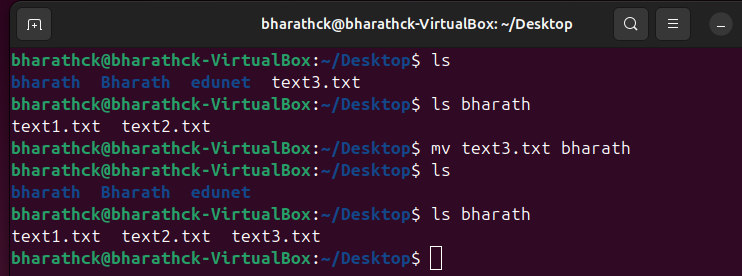 bharathck@bharathck-VirtualBox: ~/Desktop
bharathck@bharathck-VirtualBox:~/Desktop$ ls
bharath  Bharath  edunet  text3.txt
bharathck@bharathck-VirtualBox:~/Desktop$ ls bharath
text1.txt  text2.txt
bharathck@bharathck-VirtualBox:~/Desktop$ mv text3.txt bharath
bharathck@bharathck-VirtualBox:~/Desktop$ ls
bharath  Bharath  edunet
bharathck@bharathck-VirtualBox:~/Desktop$ ls bharath
text1.txt  text2.txt  text3.txt
bharathck@bharathck-VirtualBox:~/Desktop$